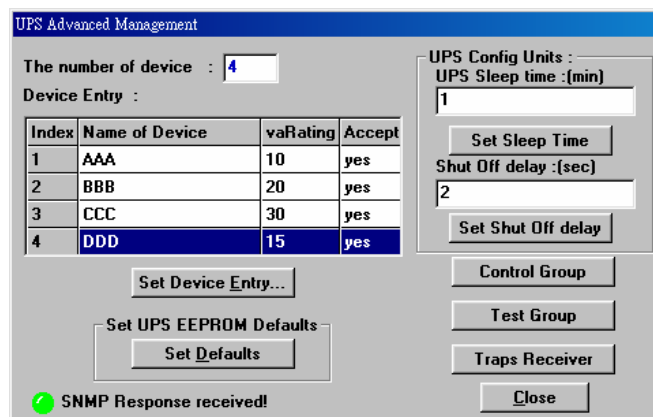 UPS Advanced Management
The number of device : 4
Device Entry :
Index Name of Device vaRating Accept
1 AAA 10 yes
2 BBB 20 yes
3 CCC 30 yes
4 DDD 15 yes
Set Device Entry...
Set UPS EEPROM Defaults
Set Defaults
SNMP Response received!
UPS Config Units :
UPS Sleep time :(min)
1
Set Sleep Time
Shut Off delay :(sec)
2
Set Shut Off delay
Control Group
Test Group
Traps Receiver
Close